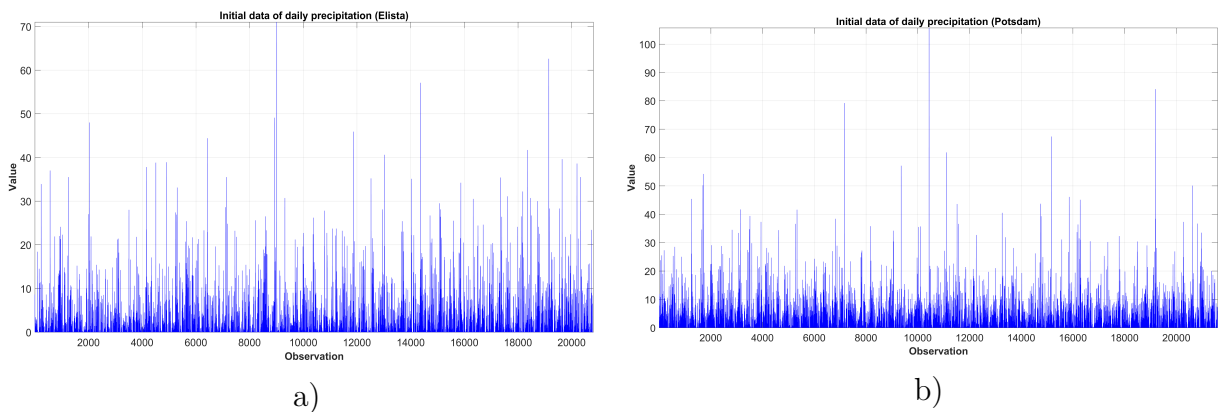 Initial data of daily precipitation (Elista)
70
60
50
40
30
20
10
0
Value
2000 4000 6000 8000 10000 12000 14000 16000 18000 20000
Observation
a)
Initial data of daily precipitation (Potsdam)
100
90
80
70
60
50
40
30
20
10
0
Value
2000 4000 6000 8000 10000 12000 14000 16000 18000 20000
Observation
b)